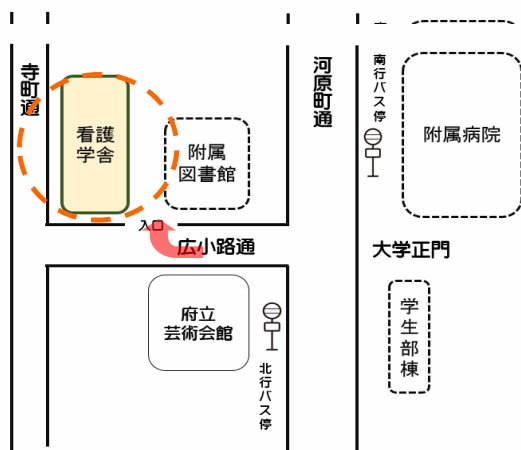 寺町通
看護
学舎
附属
図書館
河原町通
南行バス停
附属病院
入口
広小路通
大学正門
府立
芸術会館
北行バス停
学生部棟